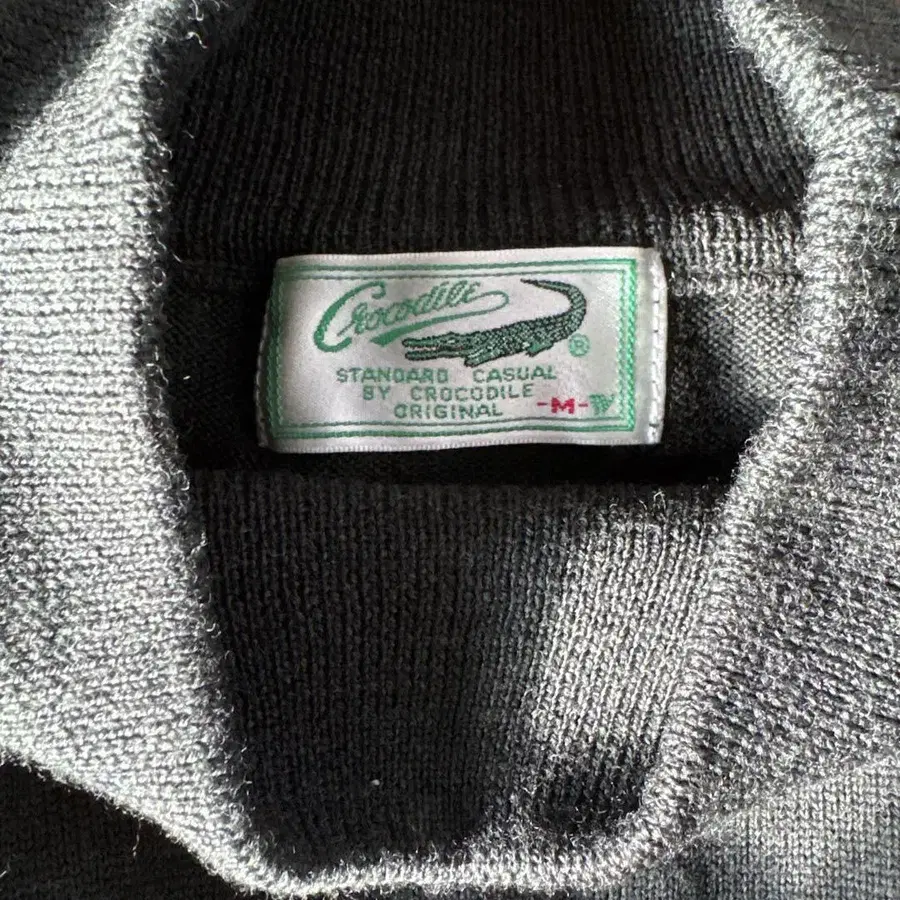 Crocodile ®
STANDARD CASUAL
BY CROCODILE
ORIGINAL -M-